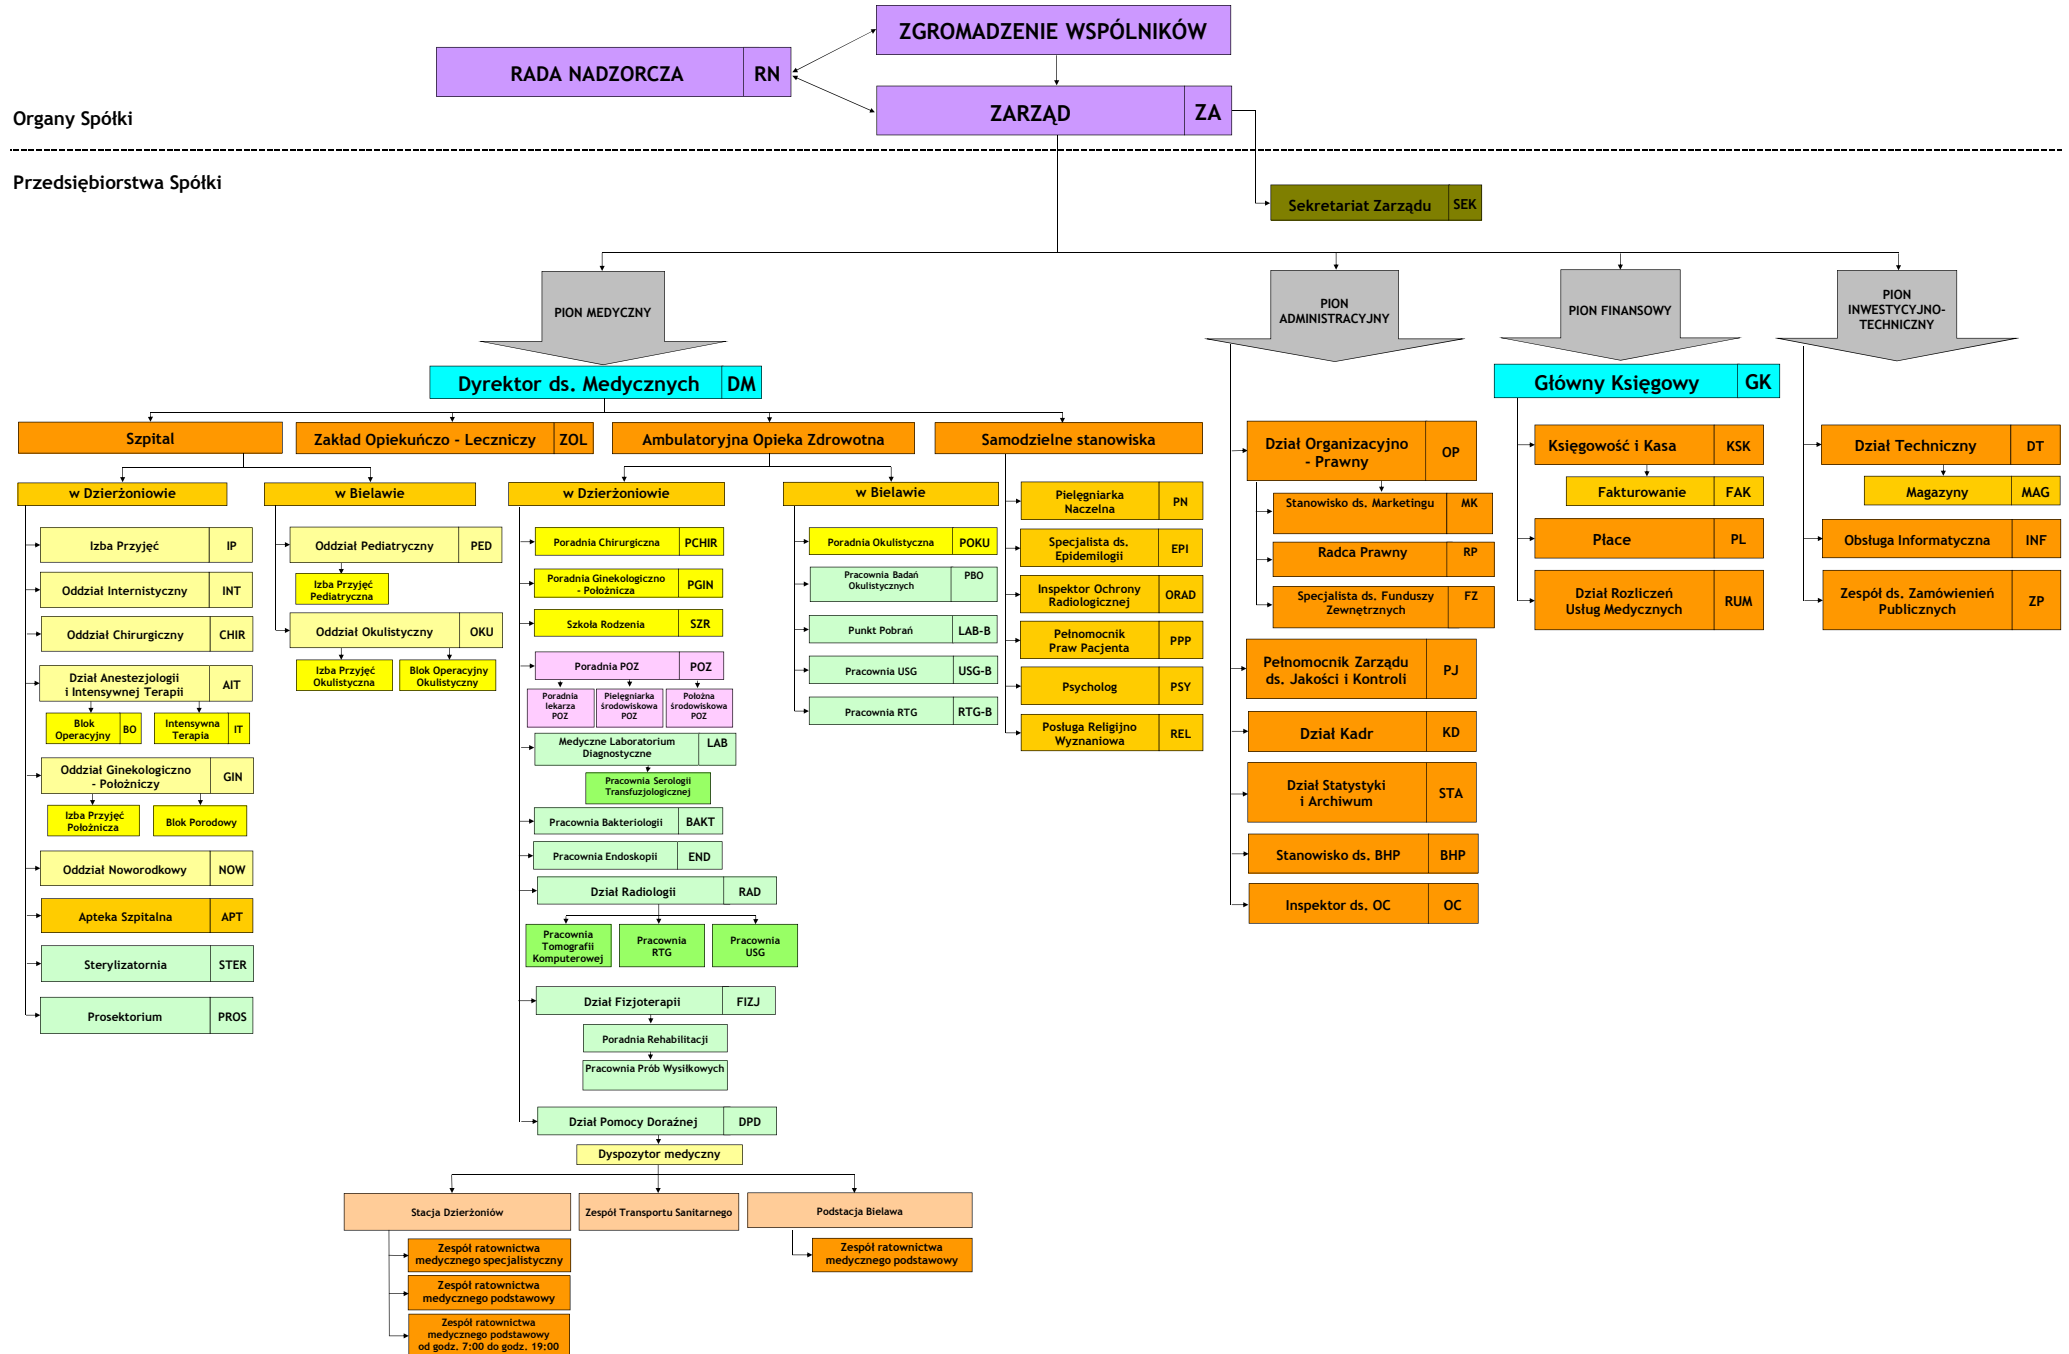 ZGROMADZENIE WSPÓLNIKÓW
RADA NADZORCZA RN
ZARZĄD ZA
Organy Spółki
Przedsiębiorstwa Spółki
Sekretariat Zarządu SEK
PION MEDYCZNY
PION
ADMINISTRACYJNY
PION FINANSOWY
PION
INWESTYCYJNO-
TECHNICZNY
Dyrektor ds. Medycznych DM
Główny Księgowy GK
Szpital
Zakład Opiekuńczo - Leczniczy ZOL
Ambulatoryjna Opieka Zdrowotna
Samodzielne stanowiska
w Dzierżoniowie
Izba Przyjęć IP
Oddział Internistyczny INT
Oddział Chirurgiczny CHIR
Dział Anestezjologii
i Intensywnej Terapii AIT
Blok
Operacyjny BO
Intensywna
Terapia IT
Oddział Ginekologiczno
- Położniczy GIN
Izba Przyjęć
Położnicza
Blok Porodowy
Oddział Noworodkowy NOW
Apteka Szpitalna APT
Sterylizatornia STER
Prosektorium PROS
w Bielawie
Oddział Pediatryczny PED
Izba Przyjęć
Pediatryczna
Oddział Okulistyczny OKU
Izba Przyjęć
Okulistyczna
Blok Operacyjny
Okulistyczny
w Dzierżoniowie
Poradnia Chirurgiczna PCHIR
Poradnia Ginekologiczno
- Położnicza PGIN
Szkoła Rodzenia SZR
Poradnia POZ POZ
Poradnia
lekarza
POZ
Pielęgniarka
środowiskowa
POZ
Położna
środowiskowa
POZ
Medyczne Laboratorium
Diagnostyczne LAB
Pracownia Serologii
Transfuzjologicznej
Pracownia Bakteriologii BAKT
Pracownia Endoskopii END
Dział Radiologii RAD
Pracownia
Tomografii
Komputerowej
Pracownia
RTG
Pracownia
USG
Dział Fizjoterapii FIZJ
Poradnia Rehabilitacji
Pracownia Prób Wysiłkowych
Dział Pomocy Doraźnej DPD
Dyspozytor medyczny
Stacja Dzierżoniów
Zespół Transportu Sanitarnego
Podstacja Bielawa
Zespół ratownictwa
medycznego specjalistyczny
Zespół ratownictwa
medycznego podstawowy
Zespół ratownictwa
medycznego podstawowy
od godz. 7:00 do godz. 19:00
Zespół ratownictwa
medycznego podstawowy
w Bielawie
Poradnia Okulistyczna POKU
Pracownia Badań
Okulistycznych PBO
Punkt Pobrań LAB-B
Pracownia USG USG-B
Pracownia RTG RTG-B
Pielęgniarka
Naczelna PN
Specjalista ds.
Epidemilogii EPI
Inspektor Ochrony
Radiologicznej ORAD
Pełnomocnik
Praw Pacjenta PPP
Psycholog PSY
Posługa Religijno
Wyznaniowa REL
Dział Organizacyjno
- Prawny OP
Stanowisko ds. Marketingu MK
Radca Prawny RP
Specjalista ds. Funduszy
Zewnętrznych FZ
Pełnomocnik Zarządu
ds. Jakości i Kontroli PJ
Dział Kadr KD
Dział Statystyki
i Archiwum STA
Stanowisko ds. BHP BHP
Inspektor ds. OC OC
Księgowość i Kasa KSK
Fakturowanie FAK
Płace PL
Dział Rozliczeń
Usług Medycznych RUM
Dział Techniczny DT
Magazyny MAG
Obsługa Informatyczna INF
Zespół ds. Zamówienień
Publicznych ZP